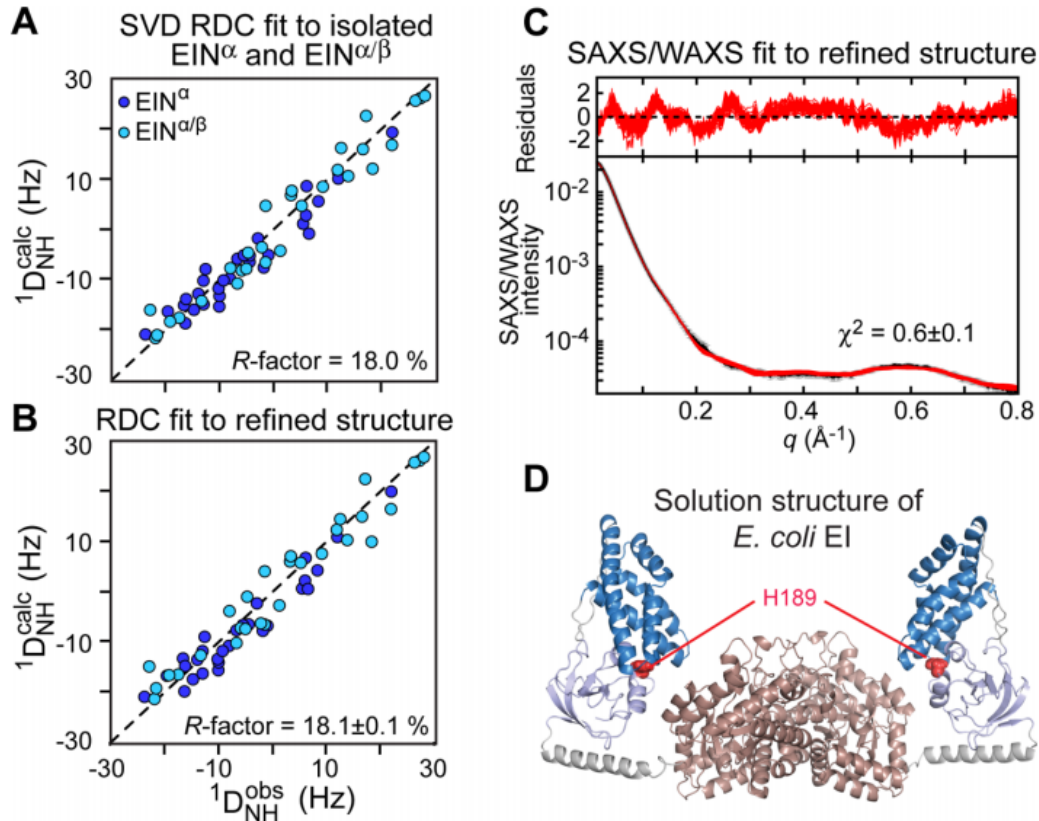 A
SVD RDC fit to isolated
EINα and EINα/β
30
10
-10
-30
¹DcalcNH (Hz)
EINα
EINα/β
R-factor = 18.0 %
B
RDC fit to refined structure
30
10
-10
-30
¹DcalcNH (Hz)
R-factor = 18.1±0.1 %
-30 -10 10 30
¹DobsNH (Hz)
C
SAXS/WAXS fit to refined structure
Residuals
2
0
-2
SAXS/WAXS
intensity
10⁻²
10⁻³
10⁻⁴
χ² = 0.6±0.1
0.2 0.4 0.6 0.8
q (Å⁻¹)
D
Solution structure of
E. coli EI
H189